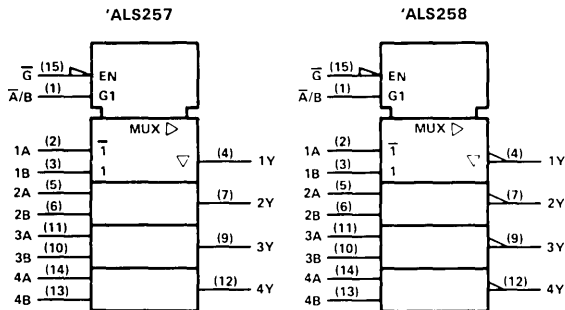 'ALS257
G̅ (15) EN
A̅/B (1) G1
MUX ▷
1A (2) 1̅
1B (3) 1
▽ (4) 1Y
2A (5)
2B (6)
(7) 2Y
3A (11)
3B (10)
(9) 3Y
4A (14)
4B (13)
(12) 4Y
'ALS258
G̅ (15) EN
A̅/B (1) G1
MUX ▷
1A (2) 1̅
1B (3) 1
▽ (4) 1Y
2A (5)
2B (6)
(7) 2Y
3A (11)
3B (10)
(9) 3Y
4A (14)
4B (13)
(12) 4Y